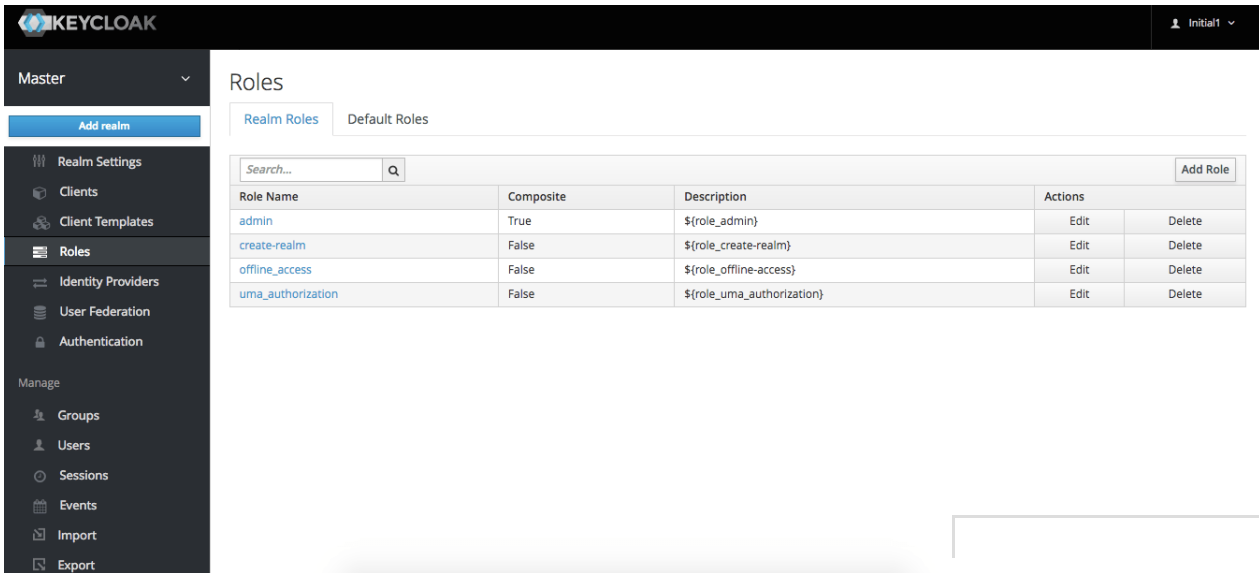 KEYCLOAK
Initial1
Master
Add realm
Realm Settings
Clients
Client Templates
Roles
Identity Providers
User Federation
Authentication
Manage
Groups
Users
Sessions
Events
Import
Export
Roles
Realm Roles Default Roles
Search... Add Role
Role Name Composite Description Actions
admin True ${role_admin} Edit Delete
create-realm False ${role_create-realm} Edit Delete
offline_access False ${role_offline-access} Edit Delete
uma_authorization False ${role_uma_authorization} Edit Delete